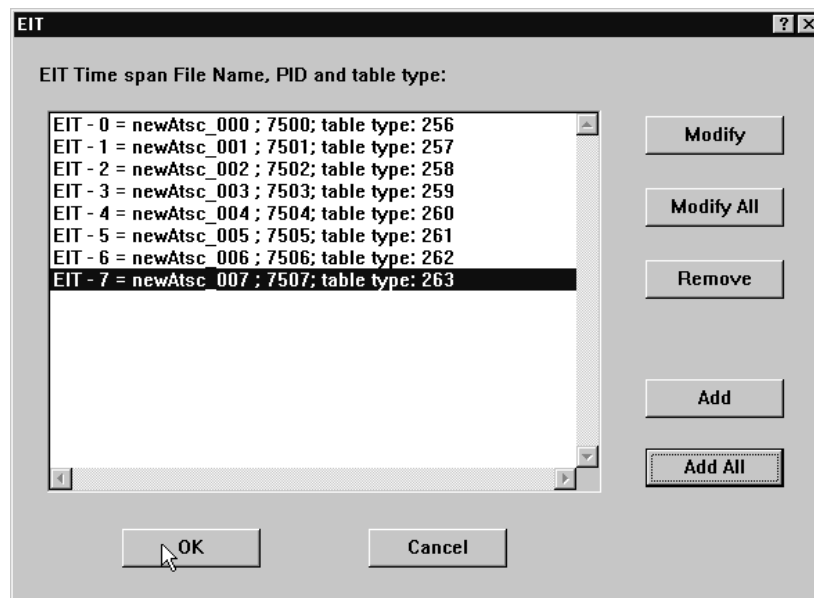 EIT
EIT Time span File Name, PID and table type:
EIT - 0 = newAtsc_000 ; 7500; table type: 256
EIT - 1 = newAtsc_001 ; 7501; table type: 257
EIT - 2 = newAtsc_002 ; 7502; table type: 258
EIT - 3 = newAtsc_003 ; 7503; table type: 259
EIT - 4 = newAtsc_004 ; 7504; table type: 260
EIT - 5 = newAtsc_005 ; 7505; table type: 261
EIT - 6 = newAtsc_006 ; 7506; table type: 262
EIT - 7 = newAtsc_007 ; 7507; table type: 263
Modify
Modify All
Remove
Add
Add All
OK
Cancel